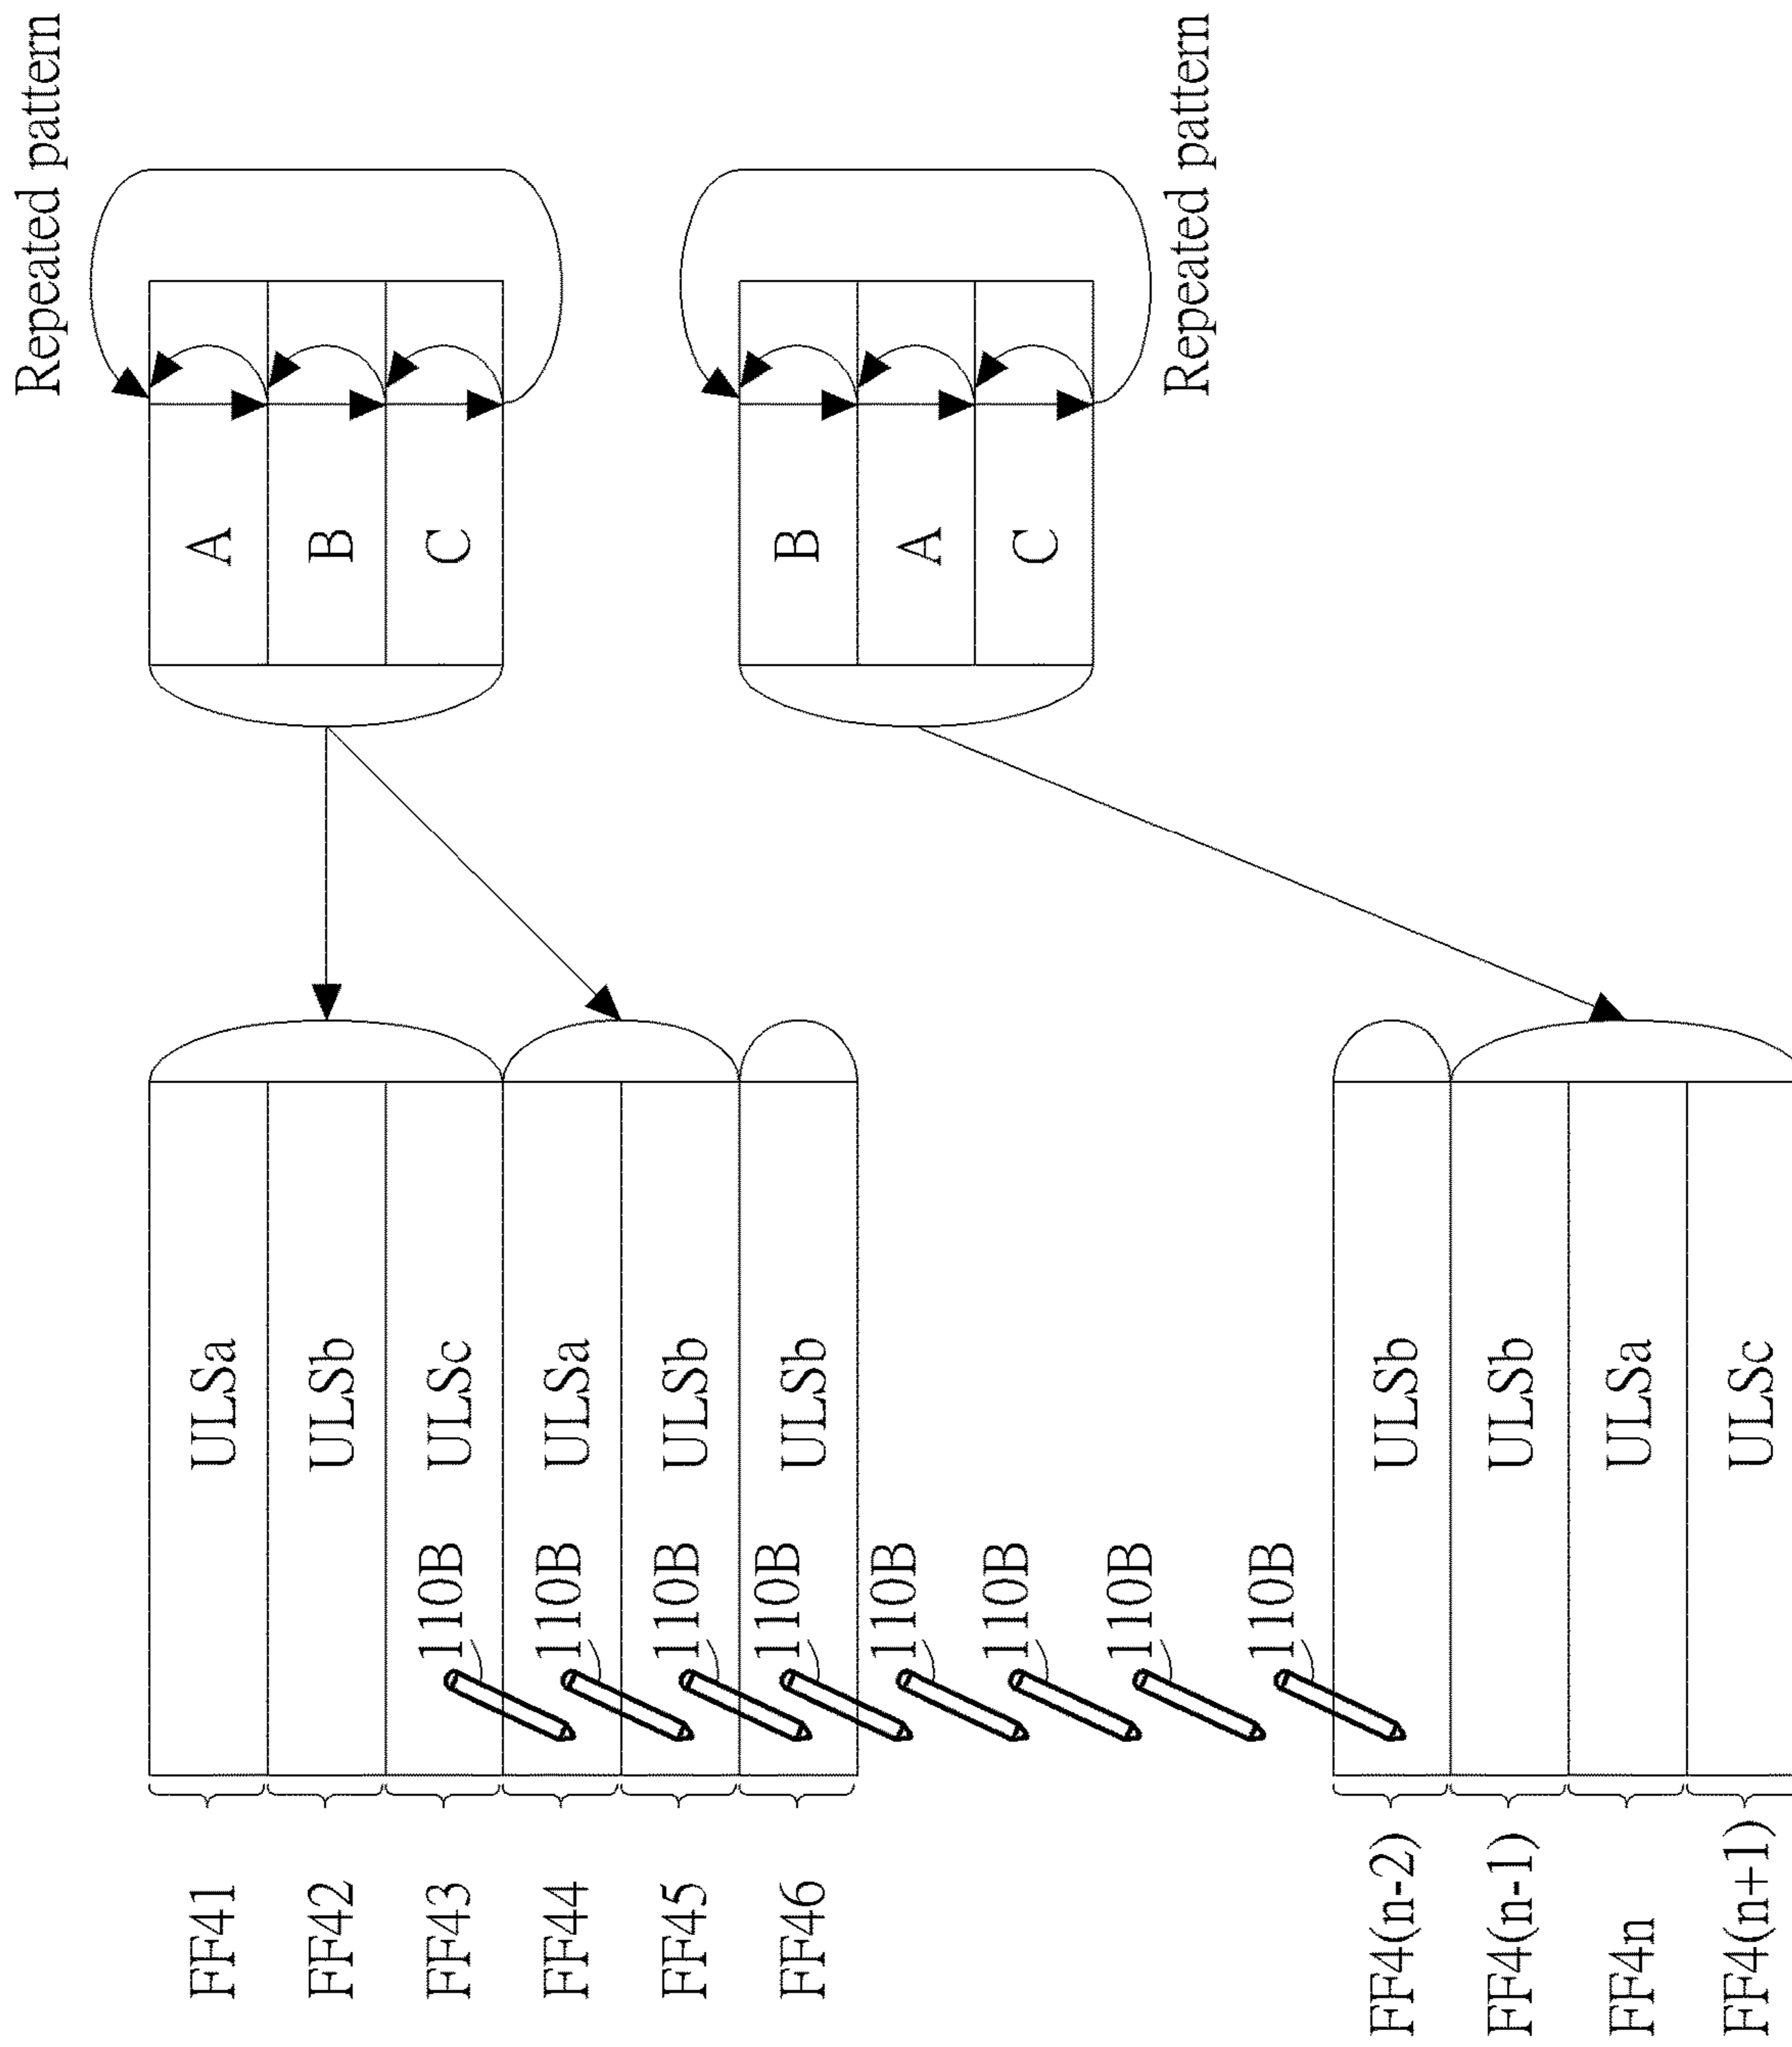 Repeated pattern
A
B
C
B
A
C
Repeated pattern
ULSa
ULSb
ULSc
ULSa
ULSb
ULSb
ULSb
ULSb
ULSa
ULSc
110B
110B
110B
110B
110B
110B
110B
110B
FF41
FF42
FF43
FF44
FF45
FF46
FF4(n-2)
FF4(n-1)
FF4n
FF4(n+1)